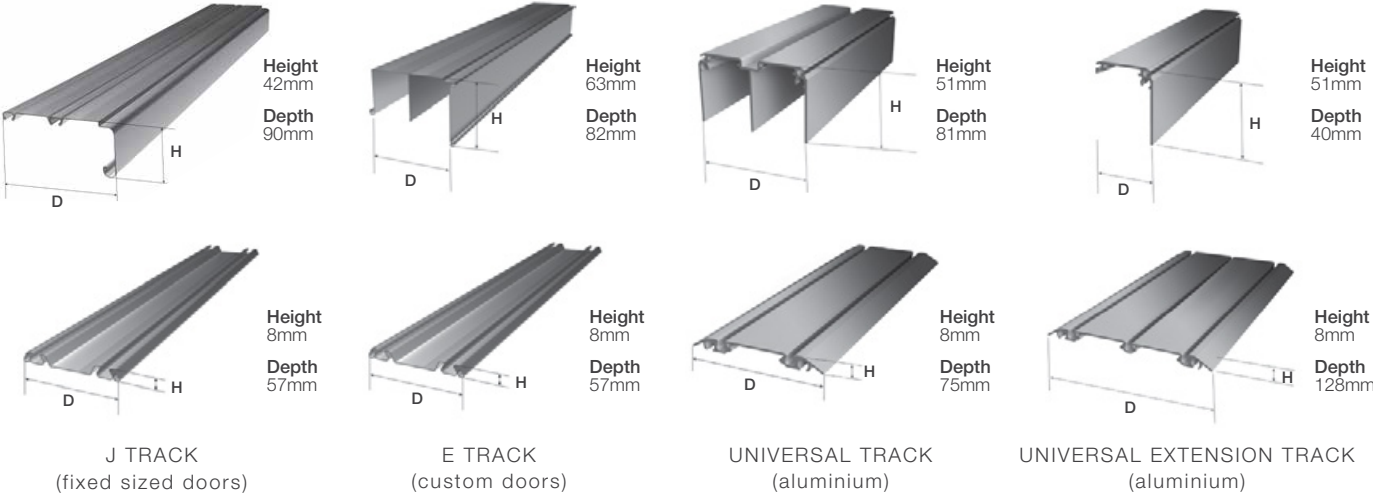 Height
42mm
Depth
90mm
H
D
Height
63mm
Depth
82mm
H
D
Height
51mm
Depth
81mm
H
D
Height
51mm
Depth
40mm
H
D
Height
8mm
Depth
57mm
H
D
Height
8mm
Depth
57mm
H
D
Height
8mm
Depth
75mm
H
D
Height
8mm
Depth
128mm
H
D
J TRACK
(fixed sized doors)
E TRACK
(custom doors)
UNIVERSAL TRACK
(aluminium)
UNIVERSAL EXTENSION TRACK
(aluminium)